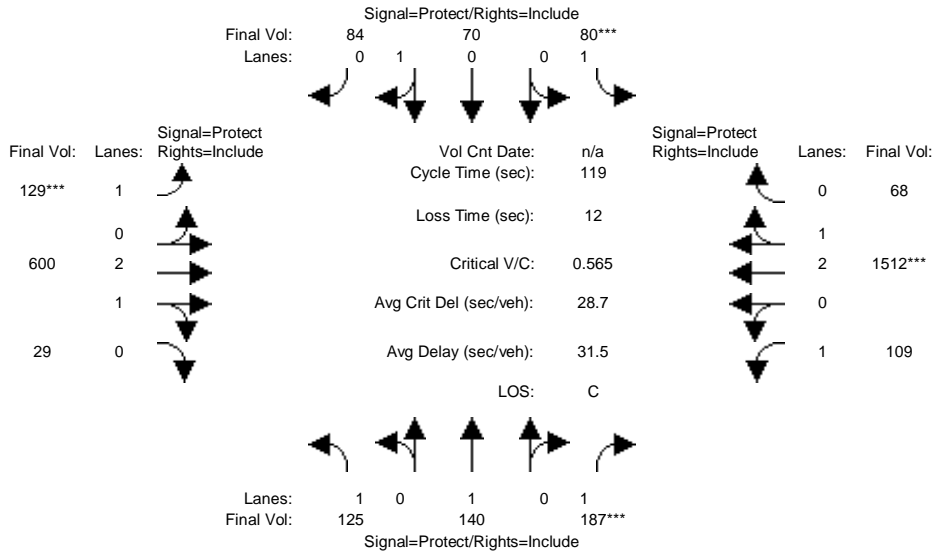 Signal=Protect/Rights=Include
Final Vol: 84 70 80***
Lanes: 0 1 0 0 1
Signal=Protect
Final Vol: Lanes: Rights=Include
Vol Cnt Date: n/a
Signal=Protect
Rights=Include Lanes: Final Vol:
Cycle Time (sec): 119
129*** 1
0 68
Loss Time (sec): 12
0
1
600 2
Critical V/C: 0.565
2 1512***
1
Avg Crit Del (sec/veh): 28.7
0
29 0
Avg Delay (sec/veh): 31.5
1 109
LOS: C
Lanes: 1 0 1 0 1
Final Vol: 125 140 187***
Signal=Protect/Rights=Include